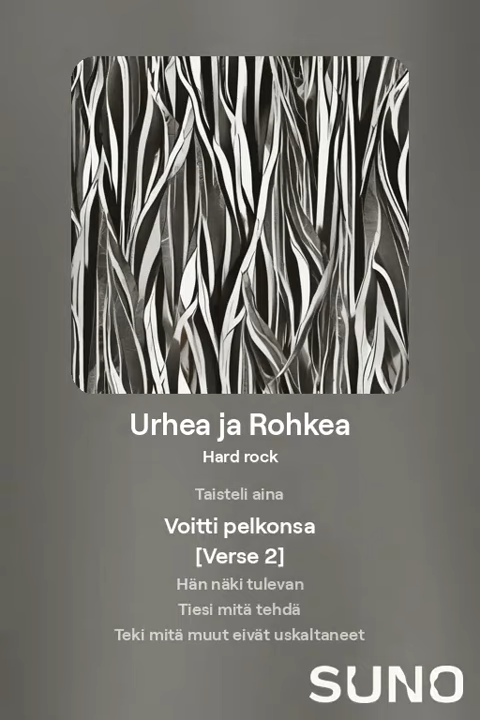 Urhea ja Rohkea
Hard rock
Taisteli aina
Voitti pelkonsa
[Verse 2]
Hän näki tulevan
Tiesi mitä tehdä
Teki mitä muut eivät uskaltaneet
SUNO